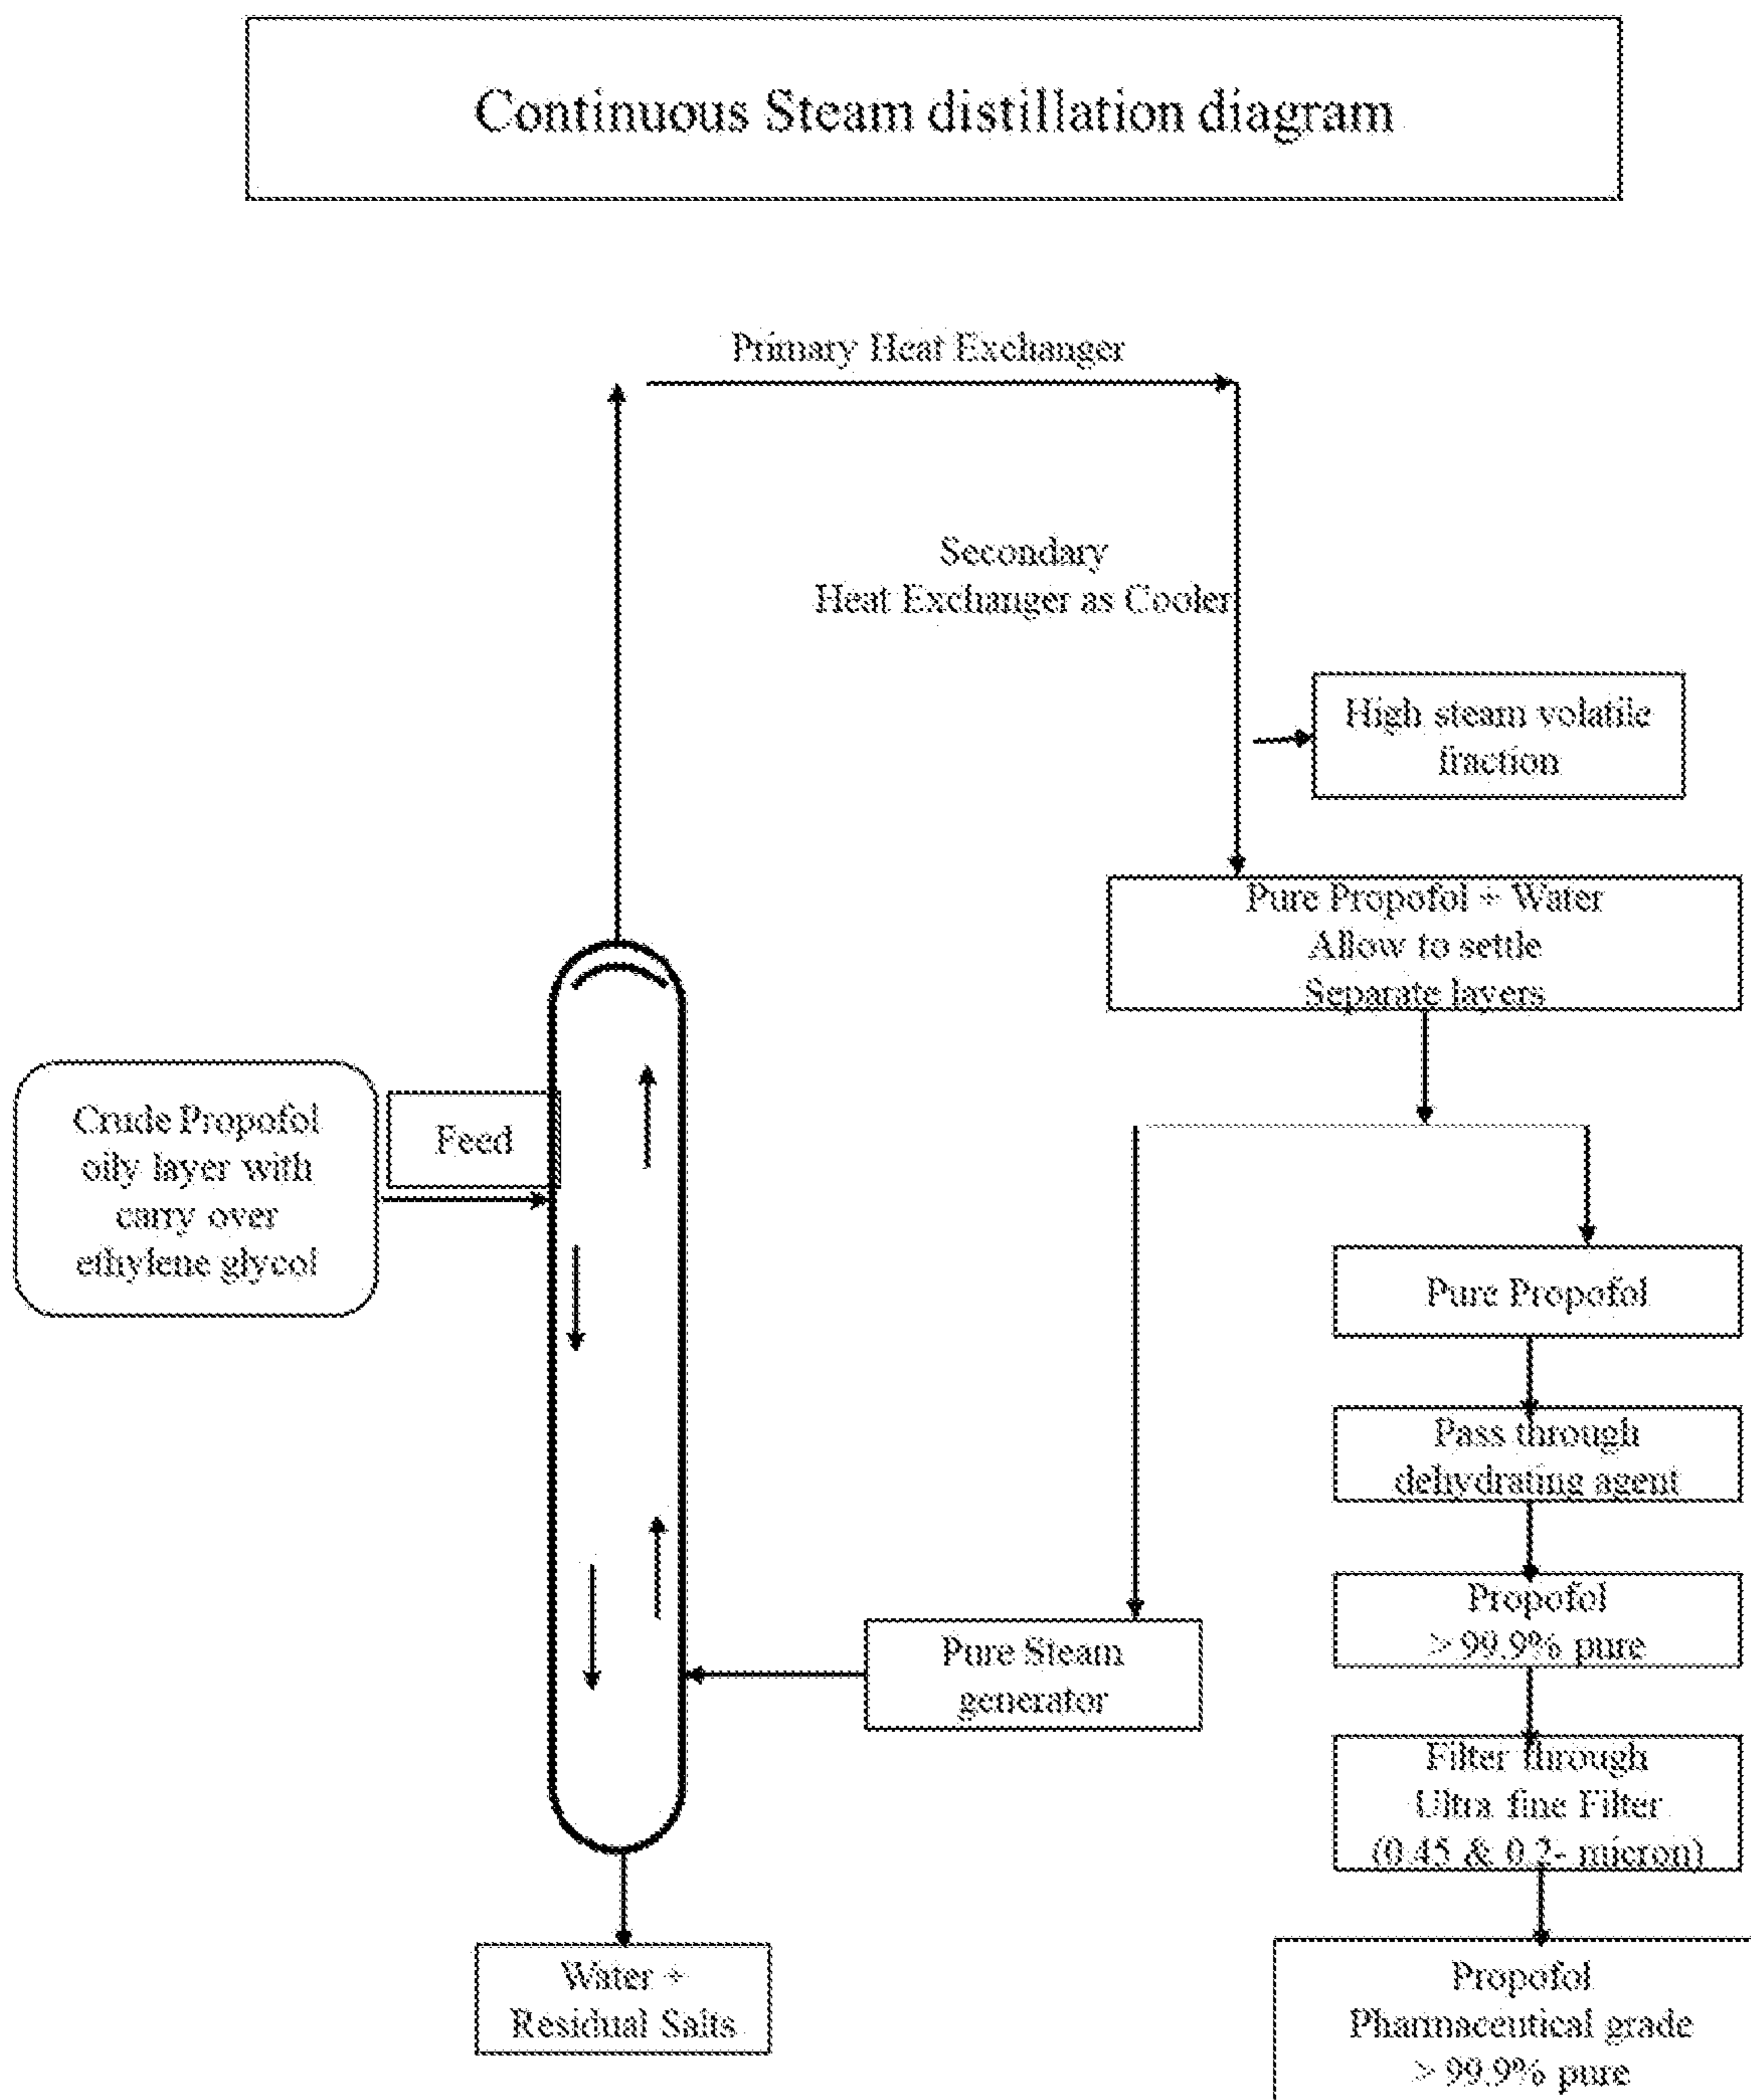 Continuous Steam distillation diagram
Primary Heat Exchanger
Secondary
Heat Exchanger as Cooler
High steam volatile
fraction
Pure Propofol + Water
Allow to settle
Separate layers
Crude Propofol
oily layer with
carry over
ethylene glycol
Feed
Pure Propofol
Pass through
dehydrating agent
Propofol
> 99.9% pure
Pure Steam
generator
Filter through
Ultra fine Filter
(0.45 & 0.2- micron)
Water +
Residual Salts
Propofol
Pharmaceutical grade
> 99.9% pure